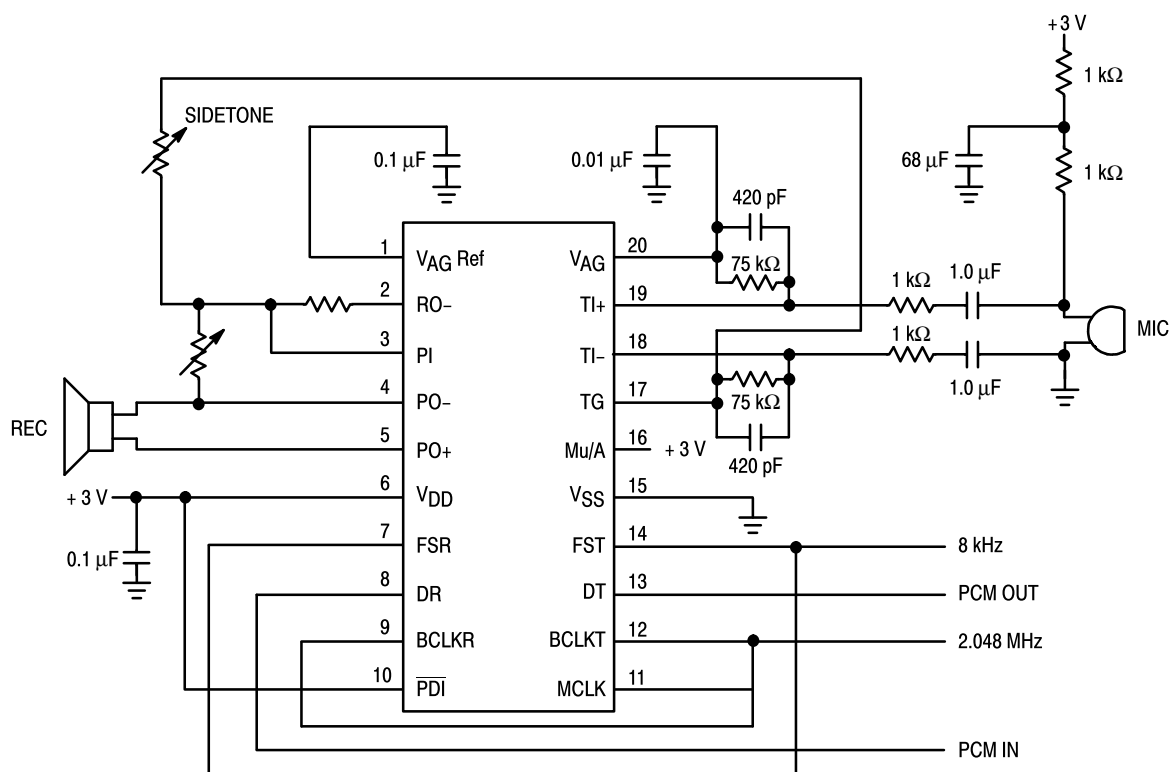 + 3 V
1 kΩ
SIDETONE
0.1 µF
0.01 µF
68 µF
1 kΩ
420 pF
1
V_AG Ref
V_AG
20
75 kΩ
1 kΩ
1.0 µF
2
RO–
TI+
19
MIC
3
PI
TI–
18
1 kΩ
1.0 µF
4
PO–
TG
17
75 kΩ
REC
5
PO+
Mu/A
16
+ 3 V
420 pF
+ 3 V
6
V_DD
V_SS
15
0.1 µF
7
FSR
FST
14
8 kHz
8
DR
DT
13
PCM OUT
9
BCLKR
BCLKT
12
2.048 MHz
10
PDI
MCLK
11
PCM IN